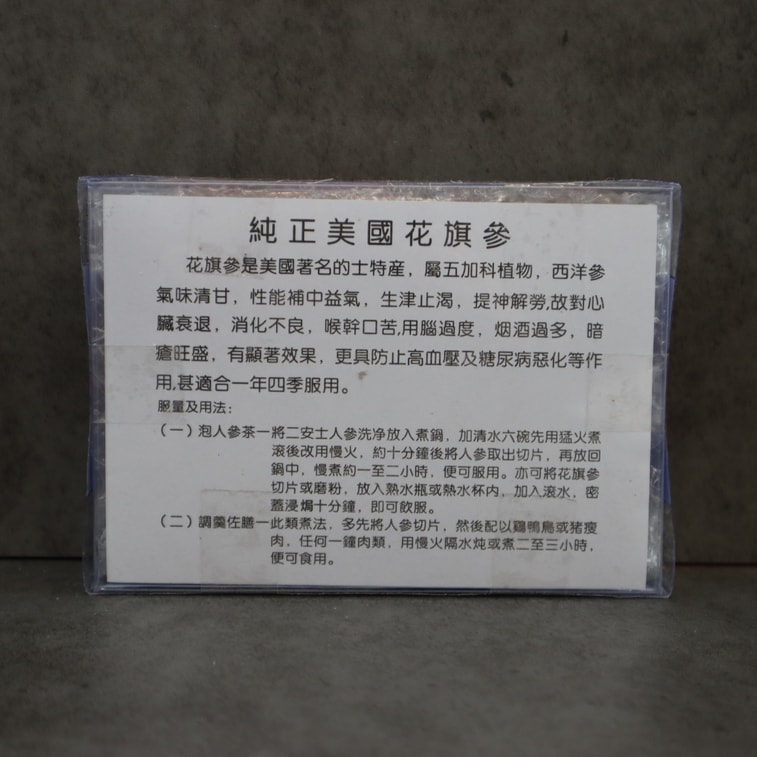 純正美國花旗參
花旗參是美國著名的士特產，屬五加科植物，西洋參
氣味清甘，性能補中益氣，生津止渴，提神解勞,故對心
臟衰退，消化不良，喉幹口苦,用腦過度，烟酒過多，暗
瘡旺盛，有顯著效果，更具防止高血壓及糖尿病惡化等作
用,甚適合一年四季服用。
服量及用法：
（一）泡人參茶一將二安士人參洗净放入煮鍋，加清水六碗先用猛火煮
滾後改用慢火，約十分鐘後將人參取出切片，再放回
鍋中，慢煮約一至二小時，便可服用。亦可將花旗參
切片或磨粉，放入熟水瓶或熱水杯内，加入滾水，密
蓋浸焗十分鐘，即可飲服。
（二）調羹佐膳一此類煮法，多先將人參切片，然後配以鷄鴨鳥或猪瘦
肉，任何一鐘肉類，用慢火隔水炖或煮二至三小時，
便可食用。